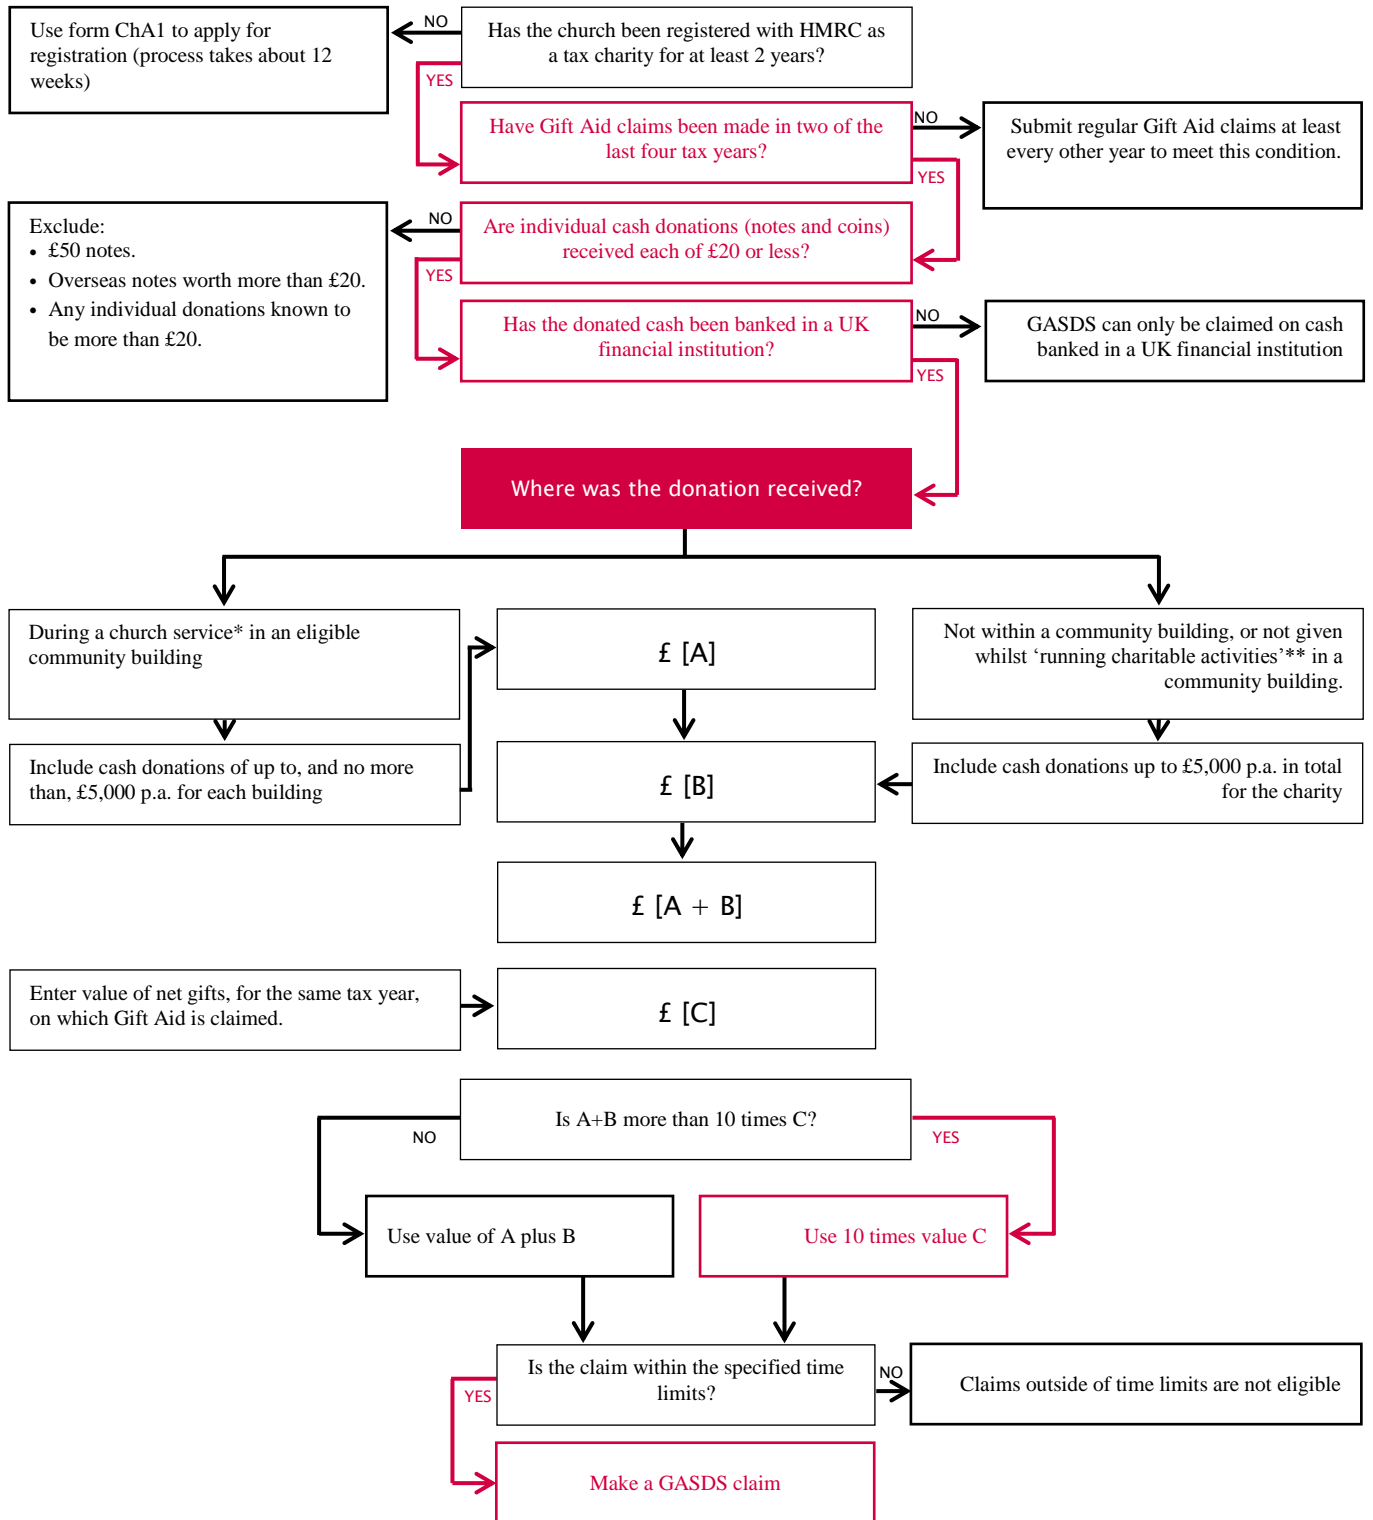 Use form ChA1 to apply for
registration (process takes about 12
weeks)
NO
Has the church been registered with HMRC as
a tax charity for at least 2 years?
YES
Have Gift Aid claims been made in two of the
last four tax years?
NO
Submit regular Gift Aid claims at least
every other year to meet this condition.
YES
Exclude:
• £50 notes.
• Overseas notes worth more than £20.
• Any individual donations known to
be more than £20.
NO
Are individual cash donations (notes and coins)
received each of £20 or less?
YES
Has the donated cash been banked in a UK
financial institution?
NO
GASDS can only be claimed on cash
banked in a UK financial institution
YES
Where was the donation received?
During a church service* in an eligible
community building
£ [A]
Not within a community building, or not given
whilst ‘running charitable activities’** in a
community building.
Include cash donations of up to, and no more
than, £5,000 p.a. for each building
£ [B]
Include cash donations up to £5,000 p.a. in total
for the charity
£ [A + B]
Enter value of net gifts, for the same tax year,
on which Gift Aid is claimed.
£ [C]
Is A+B more than 10 times C?
NO
YES
Use value of A plus B
Use 10 times value C
Is the claim within the specified time
limits?
NO
Claims outside of time limits are not eligible
YES
Make a GASDS claim